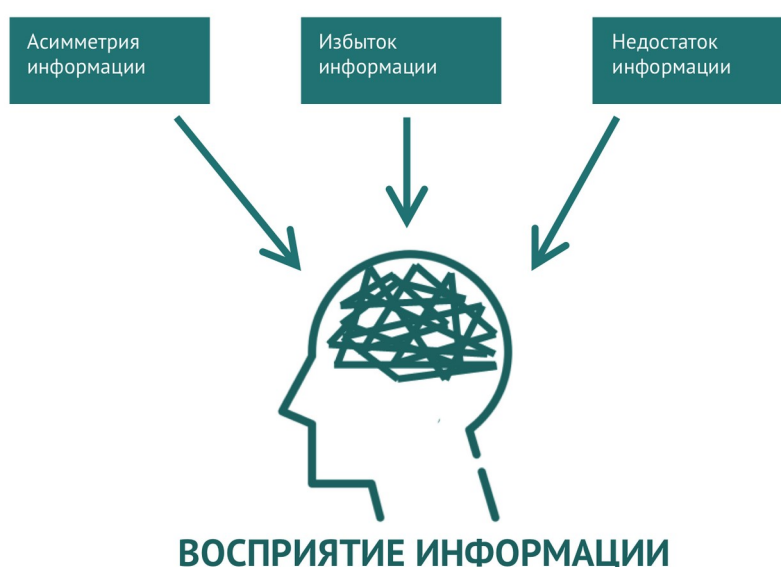 Асимметрия
информации
Избыток
информации
Недостаток
информации
ВОСПРИЯТИЕ ИНФОРМАЦИИ